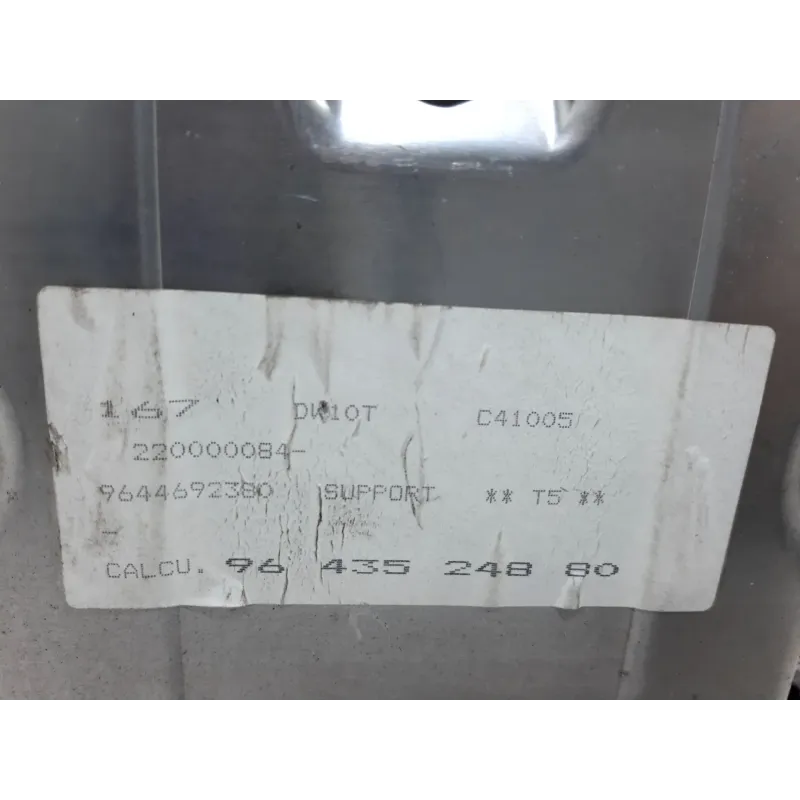 167 DW10T C41005
220000084-
9644692380 SUPPORT ** T5 **
-
CALCU. 96 435 248 80